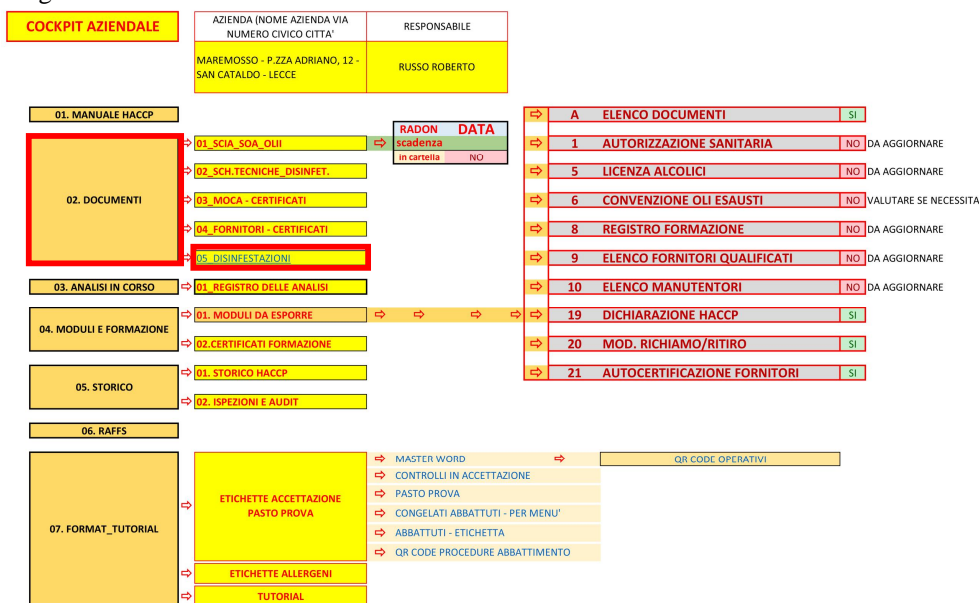 COCKPIT AZIENDALE
AZIENDA (NOME AZIENDA VIA
NUMERO CIVICO CITTA'
RESPONSABILE
MAREMOSSO - P.ZZA ADRIANO, 12 -
SAN CATALDO - LECCE
RUSSO ROBERTO
01. MANUALE HACCP
A ELENCO DOCUMENTI SI
RADON DATA
scadenza
in cartella NO
02. DOCUMENTI
01_SCIA_SOA_OLII
1 AUTORIZZAZIONE SANITARIA NO DA AGGIORNARE
02_SCH.TECNICHE_DISINFET.
5 LICENZA ALCOLICI NO DA AGGIORNARE
03_MOCA - CERTIFICATI
6 CONVENZIONE OLI ESAUSTI NO VALUTARE SE NECESSITA
04_FORNITORI - CERTIFICATI
8 REGISTRO FORMAZIONE NO DA AGGIORNARE
05_DISINFESTAZIONI
9 ELENCO FORNITORI QUALIFICATI NO DA AGGIORNARE
03. ANALISI IN CORSO
01_REGISTRO DELLE ANALISI
10 ELENCO MANUTENTORI NO DA AGGIORNARE
04. MODULI E FORMAZIONE
01. MODULI DA ESPORRE
19 DICHIARAZIONE HACCP SI
02.CERTIFICATI FORMAZIONE
20 MOD. RICHIAMO/RITIRO SI
05. STORICO
01. STORICO HACCP
21 AUTOCERTIFICAZIONE FORNITORI SI
02. ISPEZIONI E AUDIT
06. RAFFS
07. FORMAT_TUTORIAL
ETICHETTE ACCETTAZIONE
PASTO PROVA
MASTER WORD
QR CODE OPERATIVI
CONTROLLI IN ACCETTAZIONE
PASTO PROVA
CONGELATI ABBATTUTI - PER MENU'
ABBATTUTI - ETICHETTA
QR CODE PROCEDURE ABBATTIMENTO
ETICHETTE ALLERGENI
TUTORIAL